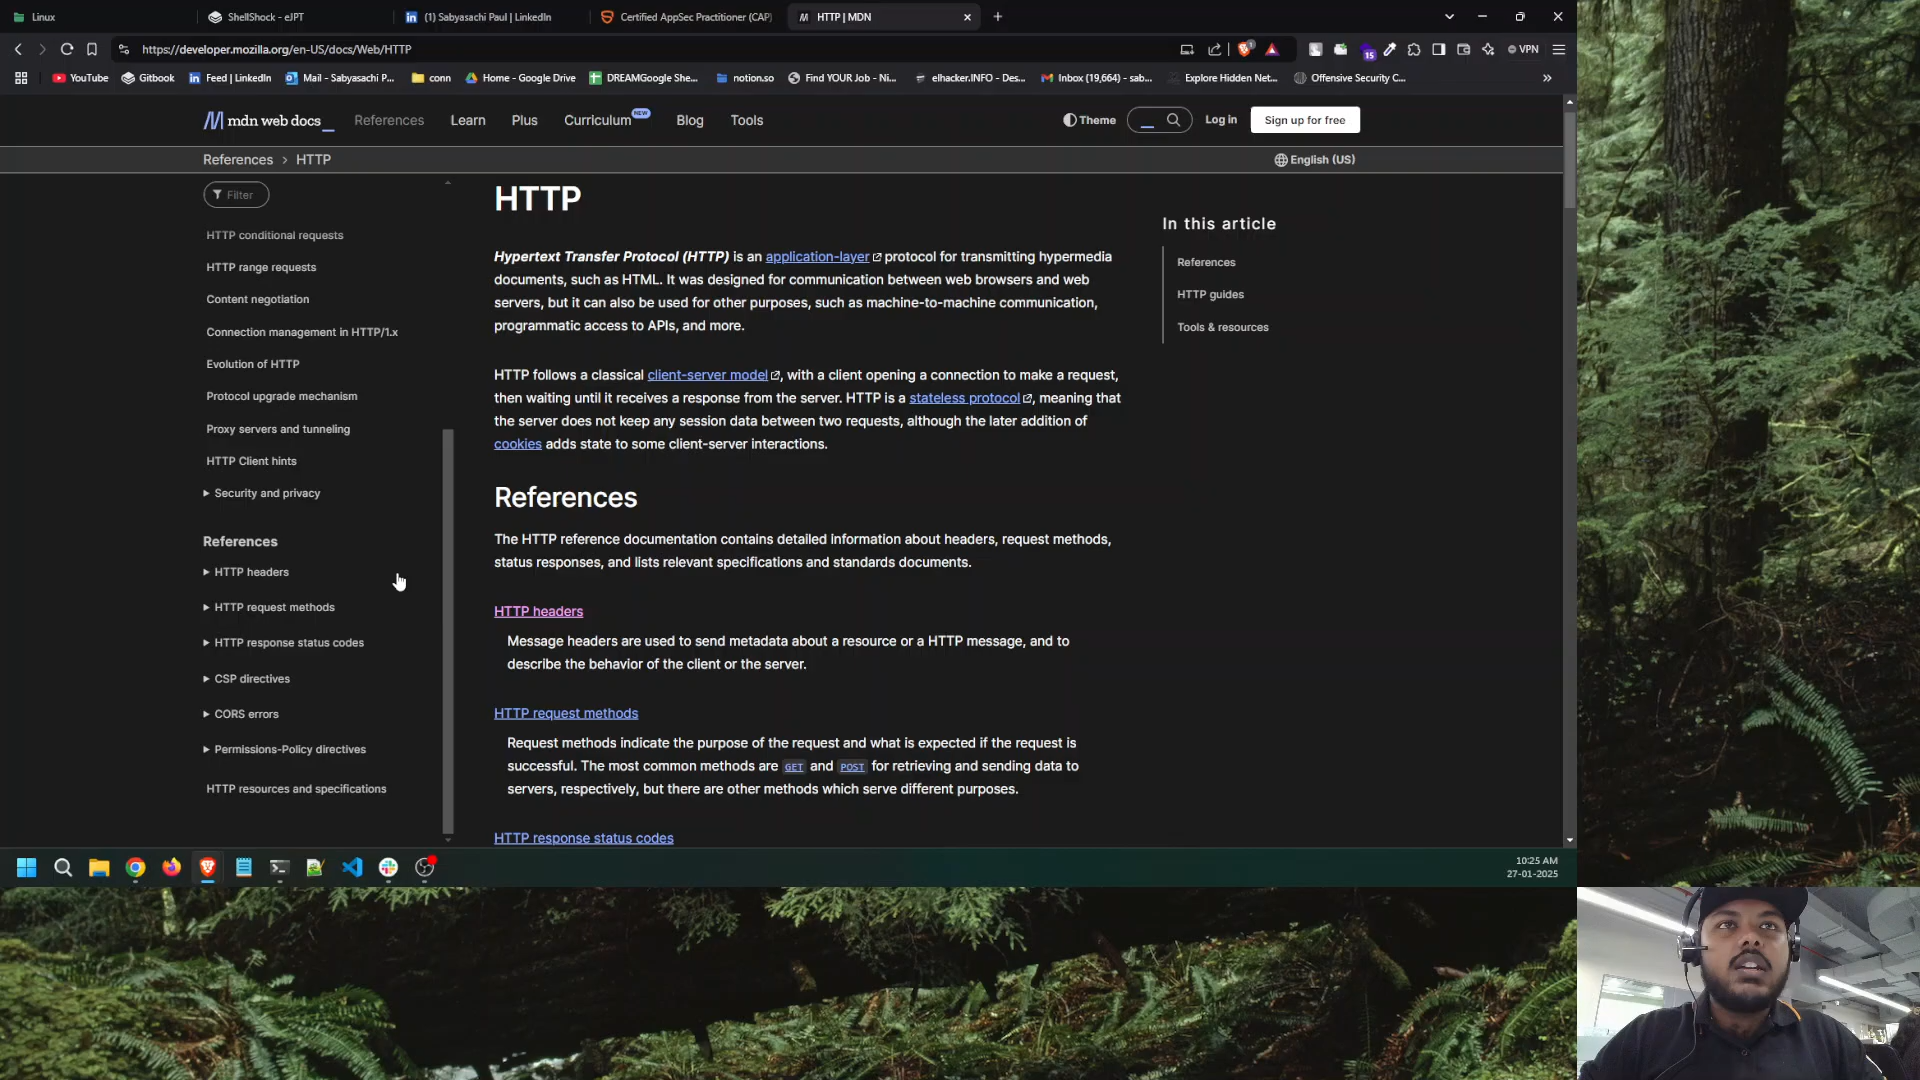 Linux
ShellShock - eJPT
(1) Sabyasachi Paul | LinkedIn
Certified AppSec Practitioner (CAP)
HTTP | MDN
https://developer.mozilla.org/en-US/docs/Web/HTTP
1
15
VPN
YouTube
Gitbook
Feed | LinkedIn
Mail - Sabyasachi P...
conn
Home - Google Drive
DREAMGoogle She...
notion.so
Find YOUR Job - Ni...
elhacker.INFO - Des...
Inbox (19,664) - sab...
Explore Hidden Net...
Offensive Security C...
mdn web docs_
References
Learn
Plus
Curriculum NEW
Blog
Tools
Theme
Log in
Sign up for free
References > HTTP
English (US)
Filter
HTTP conditional requests
HTTP range requests
Content negotiation
Connection management in HTTP/1.x
Evolution of HTTP
Protocol upgrade mechanism
Proxy servers and tunneling
HTTP Client hints
Security and privacy
References
HTTP headers
HTTP request methods
HTTP response status codes
CSP directives
CORS errors
Permissions-Policy directives
HTTP resources and specifications
HTTP
Hypertext Transfer Protocol (HTTP) is an application-layer protocol for transmitting hypermedia
documents, such as HTML. It was designed for communication between web browsers and web
servers, but it can also be used for other purposes, such as machine-to-machine communication,
programmatic access to APIs, and more.
HTTP follows a classical client-server model, with a client opening a connection to make a request,
then waiting until it receives a response from the server. HTTP is a stateless protocol, meaning that
the server does not keep any session data between two requests, although the later addition of
cookies adds state to some client-server interactions.
References
The HTTP reference documentation contains detailed information about headers, request methods,
status responses, and lists relevant specifications and standards documents.
HTTP headers
Message headers are used to send metadata about a resource or a HTTP message, and to
describe the behavior of the client or the server.
HTTP request methods
Request methods indicate the purpose of the request and what is expected if the request is
successful. The most common methods are GET and POST for retrieving and sending data to
servers, respectively, but there are other methods which serve different purposes.
HTTP response status codes
In this article
References
HTTP guides
Tools & resources
10:25 AM
27-01-2025